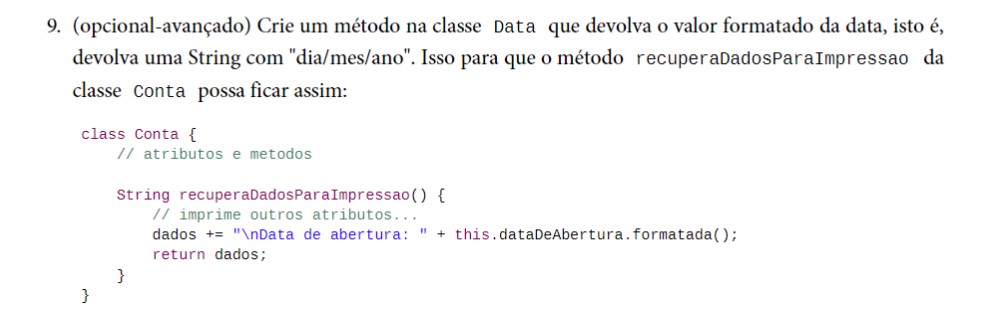 9. (opcional-avançado) Crie um método na classe Data que devolva o valor formatado da data, isto é,
devolva uma String com "dia/mes/ano". Isso para que o método recuperaDadosParaImpressao da
classe Conta possa ficar assim:
class Conta {
    // atributos e metodos
    String recuperaDadosParaImpressao() {
        // imprime outros atributos...
        dados += "\nData de abertura: " + this.dataDeAbertura.formatada();
        return dados;
    }
}